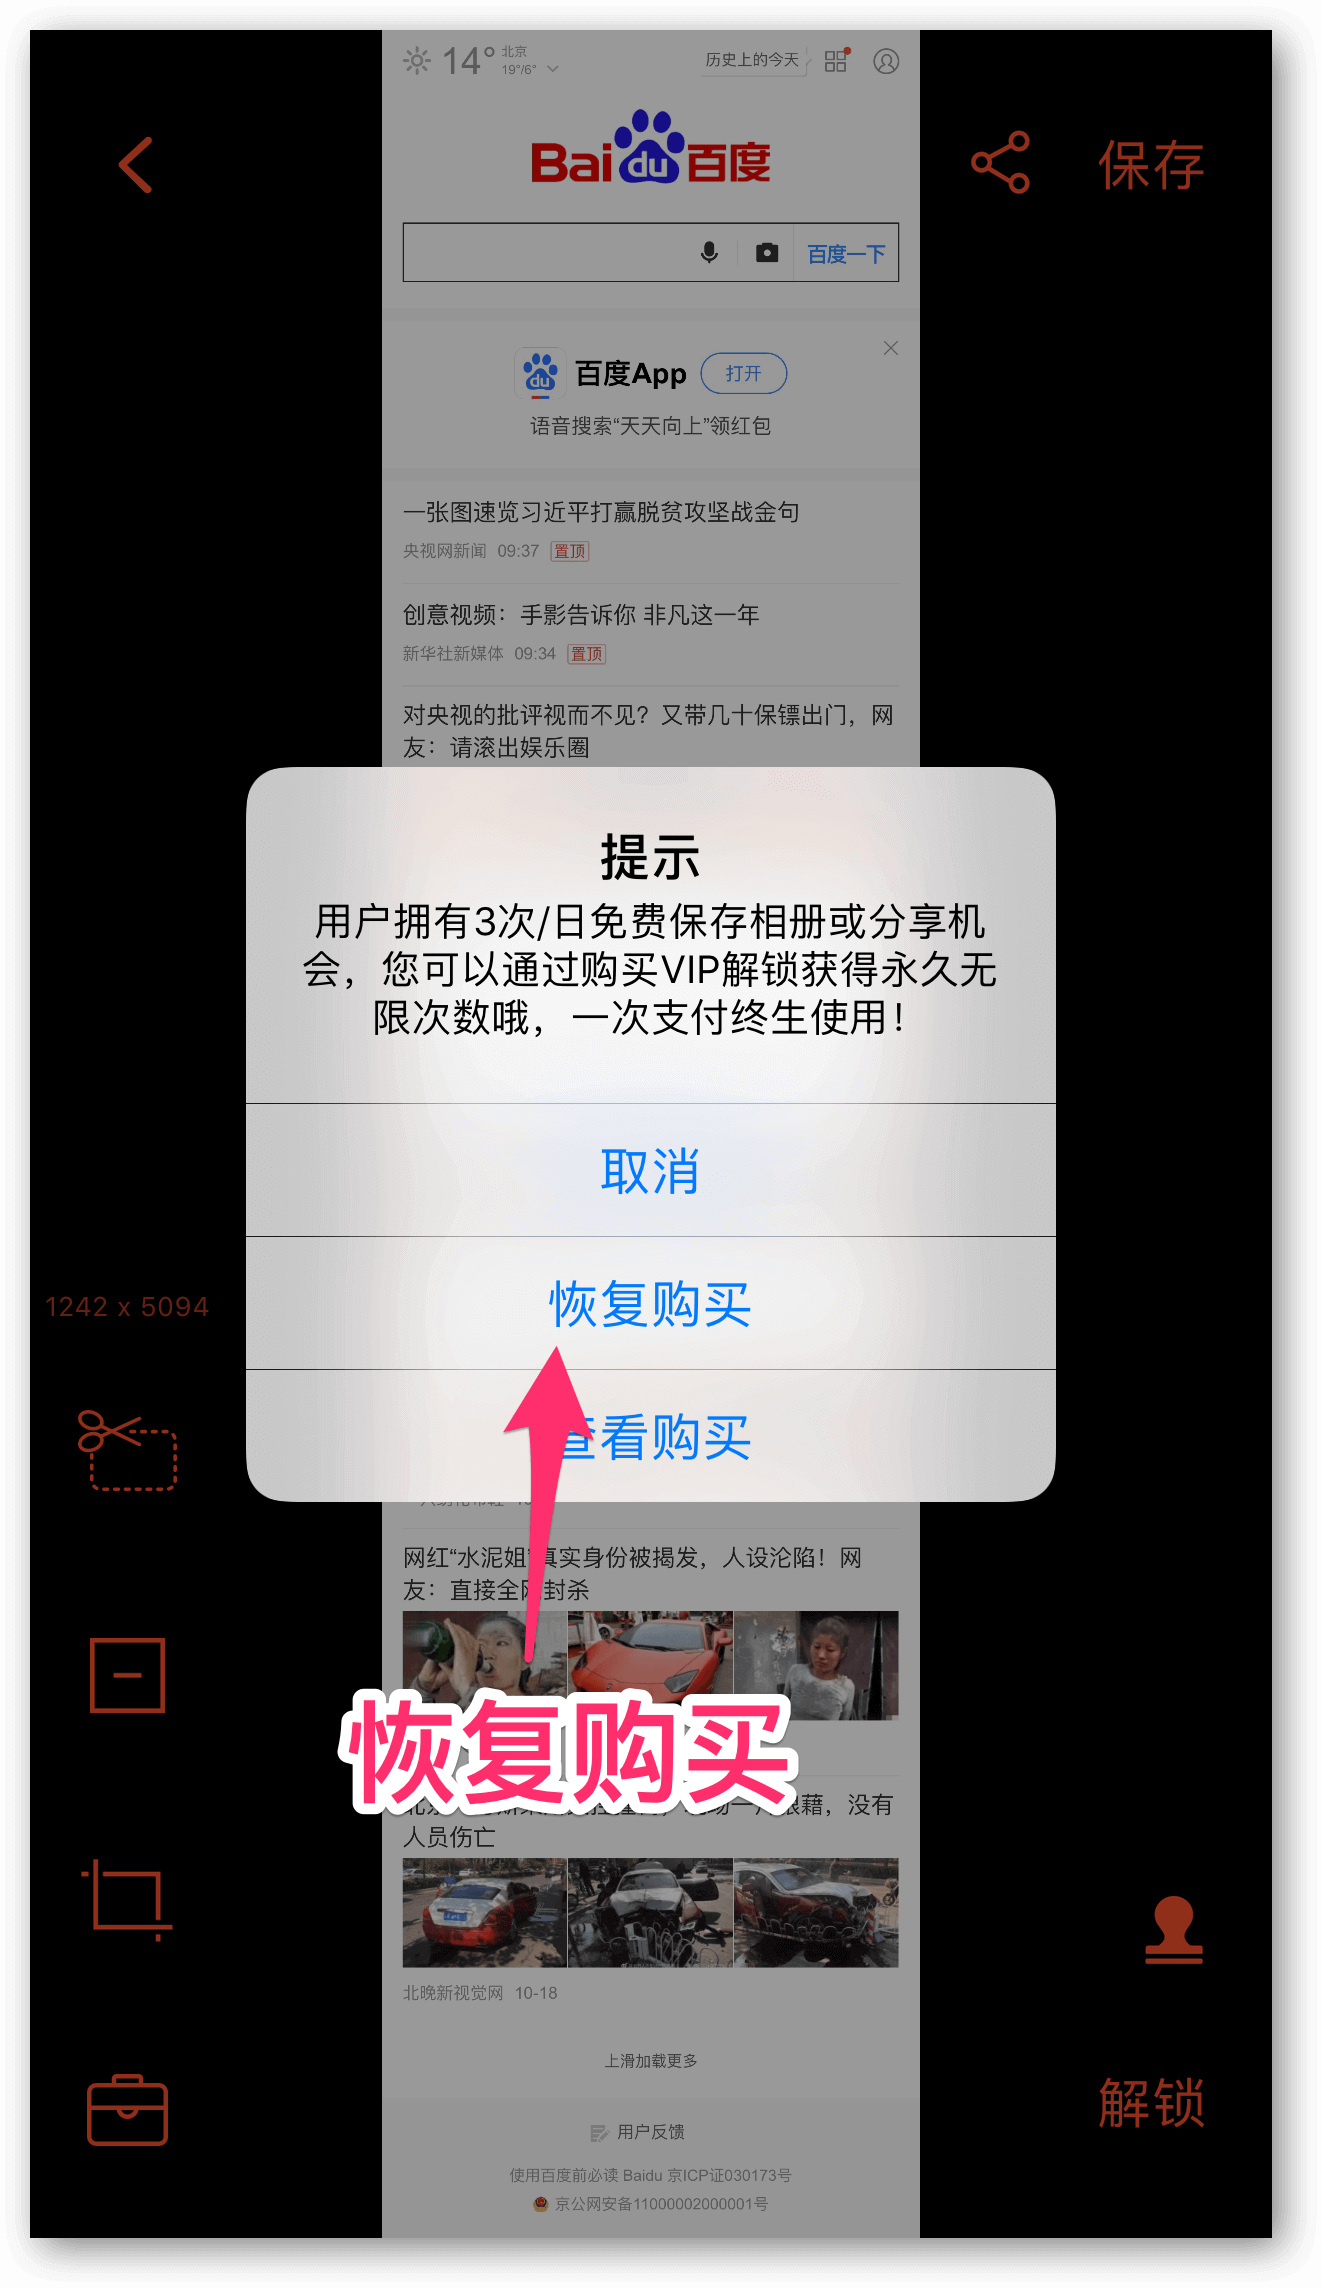 14° 北京
19°/6°
历史上的今天
保存
Bai du 百度
百度一下
du 百度App 打开
语音搜索“天天向上”领红包
一张图速览习近平打赢脱贫攻坚战金句
央视网新闻 09:37 置顶
创意视频：手影告诉你 非凡这一年
新华社新媒体 09:34 置顶
对央视的批评视而不见？又带几十保镖出门，网
友：请滚出娱乐圈
提示
用户拥有3次/日免费保存相册或分享机
会，您可以通过购买VIP解锁获得永久无
限次数哦，一次支付终生使用！
取消
恢复购买
1242 x 5094
查看购买
网红“水泥姐”真实身份被揭发，人设沦陷！网
友：直接全网封杀
恢复购买
没有
人员伤亡
北晚新视觉网 10-18
上滑加载更多
解锁
用户反馈
使用百度前必读 Baidu 京ICP证030173号
京公网安备11000002000001号